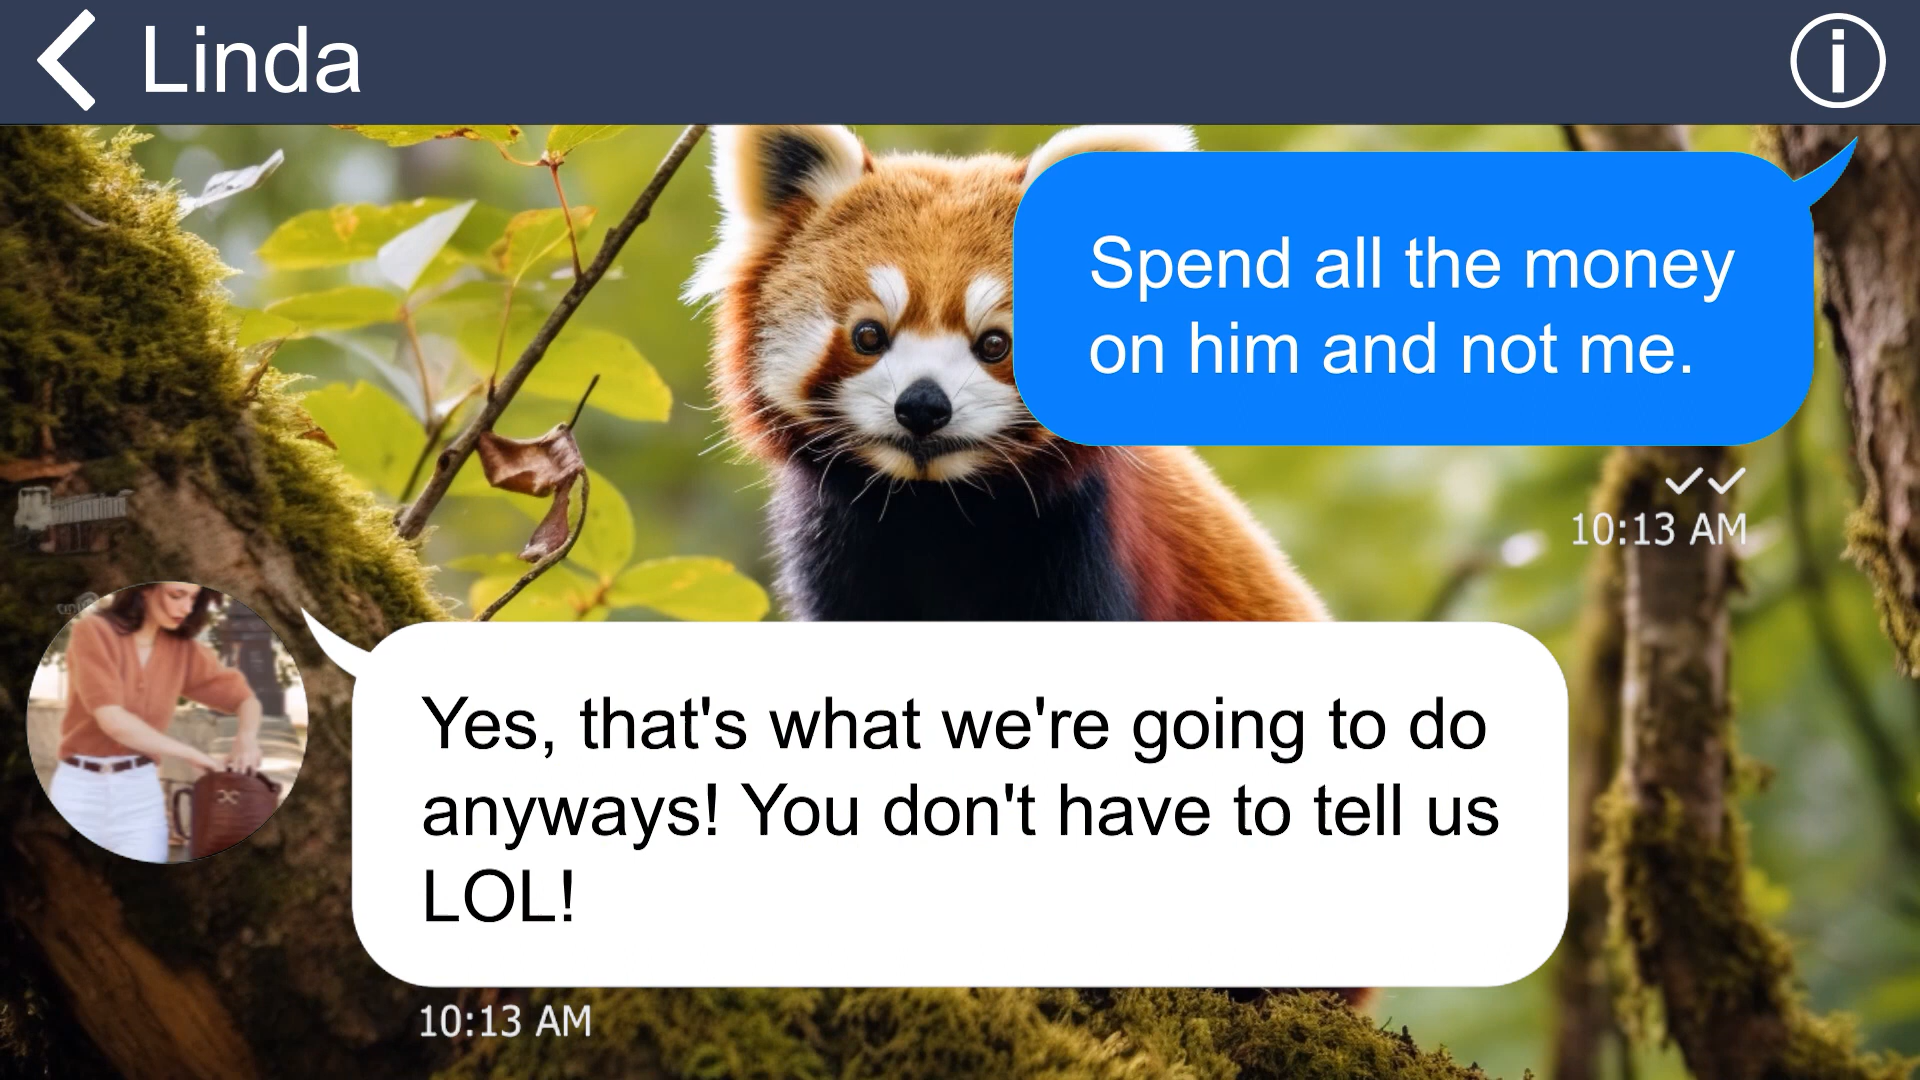 Linda
Spend all the money
on him and not me.
10:13 AM
Yes, that's what we're going to do
anyways! You don't have to tell us
LOL!
10:13 AM